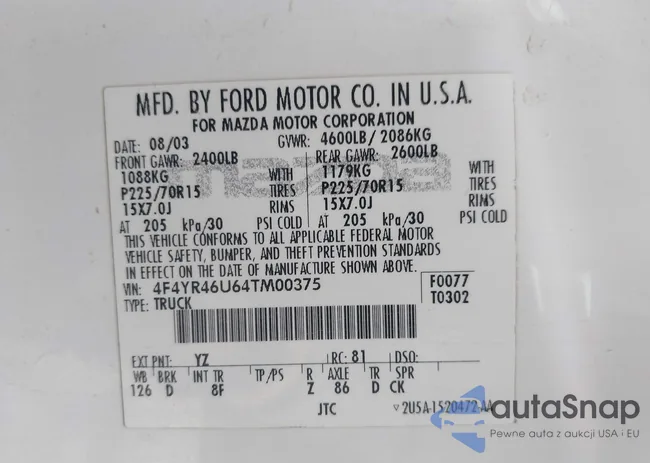 MFD. BY FORD MOTOR CO. IN U.S.A.
FOR MAZDA MOTOR CORPORATION
DATE: 08/03 GVWR: 4600LB/2086KG
FRONT GAWR: 2400LB REAR GAWR: 2600LB
1088KG WITH 1179KG WITH
P225/70R15 TIRES P225/70R15 TIRES
15X7.0J RIMS 15X7.0J RIMS
AT 205 kPa/30 PSI COLD AT 205 kPa/30 PSI COLD
THIS VEHICLE CONFORMS TO ALL APPLICABLE FEDERAL MOTOR
VEHICLE SAFETY, BUMPER, AND THEFT PREVENTION STANDARDS
IN EFFECT ON THE DATE OF MANUFACTURE SHOWN ABOVE.
VIN: 4F4YR46U64TM00375 F0077
TYPE: TRUCK T0302
EXT PNT: YZ RC: 81 DSO:
WB BRK INT TR TP/PS R AXLE TR SPR
126 D 8F Z 86 D CK
JTC 2U5A-1520472-AA
autaSnap
Pewne auta z aukcji USA i EU